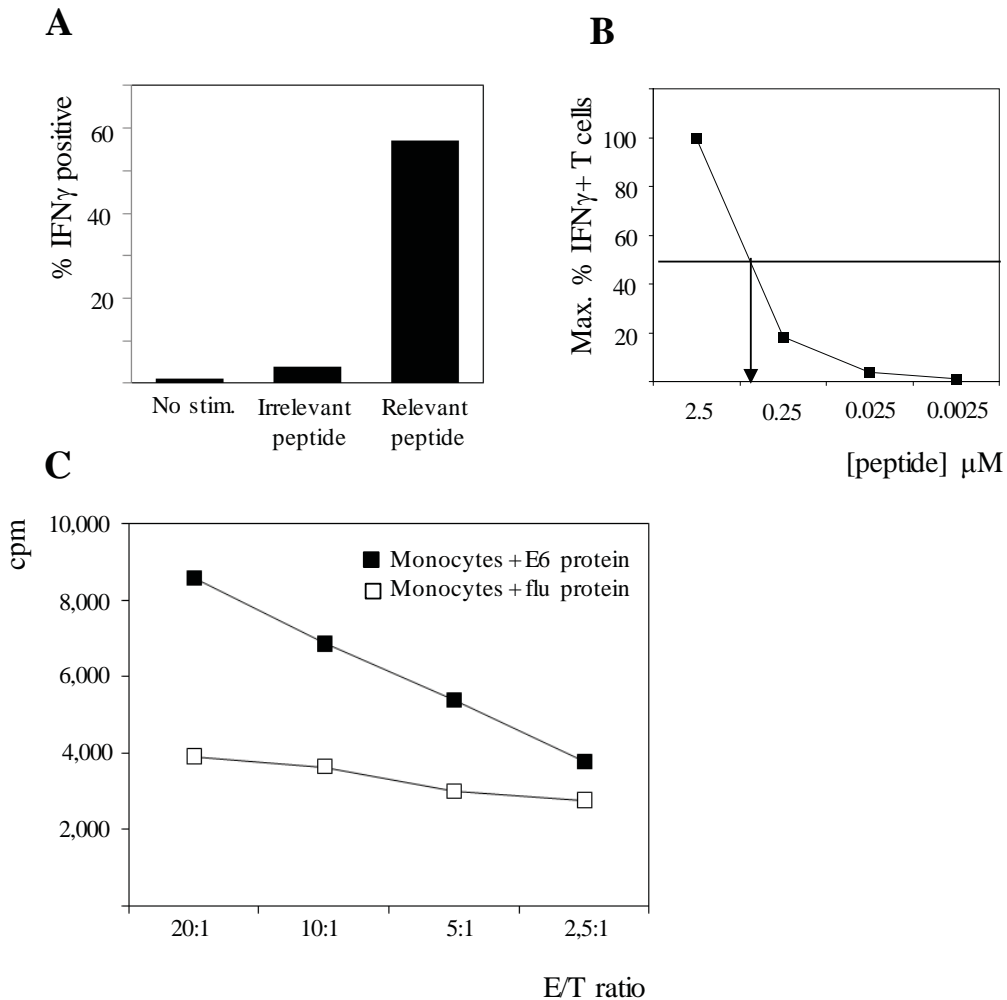 A
% IFNγ positive
60
40
20
No stim.
Irrelevant
peptide
Relevant
peptide
B
Max. % IFNγ+ T cells
100
80
60
40
20
2.5
0.25
0.025
0.0025
[peptide] μM
C
cpm
10,000
8,000
6,000
4,000
2,000
Monocytes + E6 protein
Monocytes + flu protein
20:1
10:1
5:1
2,5:1
E/T ratio